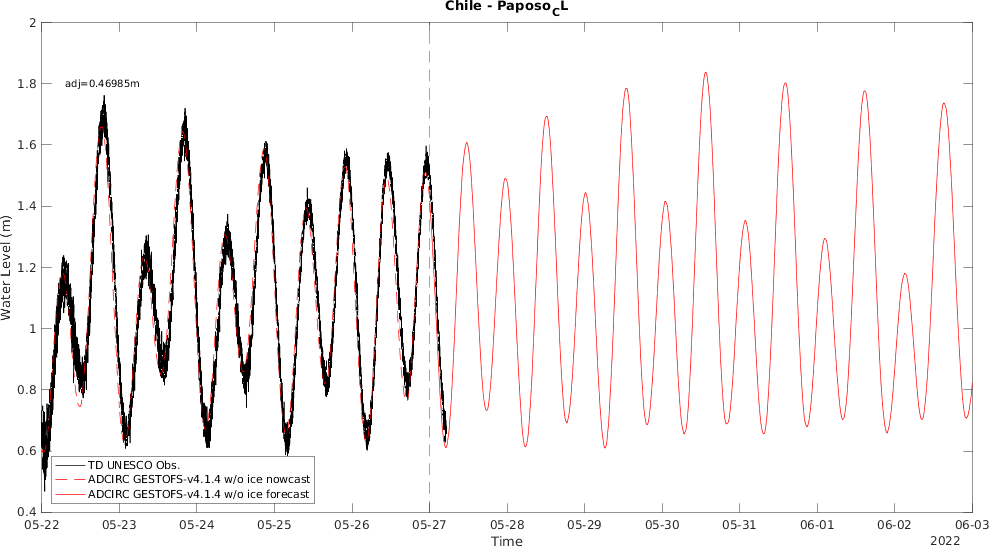 Chile - Paposo_CL
2
1.8
1.6
1.4
1.2
1
0.8
0.6
0.4
adj=0.46985m
Water Level (m)
TD UNESCO Obs.
ADCIRC GESTOFS-v4.1.4 w/o ice nowcast
ADCIRC GESTOFS-v4.1.4 w/o ice forecast
05-22 05-23 05-24 05-25 05-26 05-27 05-28 05-29 05-30 05-31 06-01 06-02 06-03
Time
2022